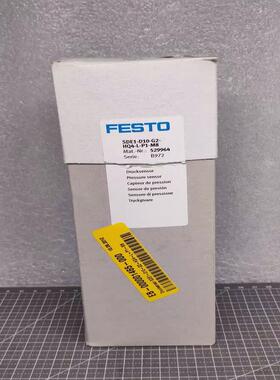 FESTO
SDE1-D10-G2-
HQ4-L-P1-M8
Mat.-Nr.: 529964
Serie: B972
Drucksensor
Pressure sensor
Capteur de pression
Sensor de presión
Sensore di pressione
Tryckgivare